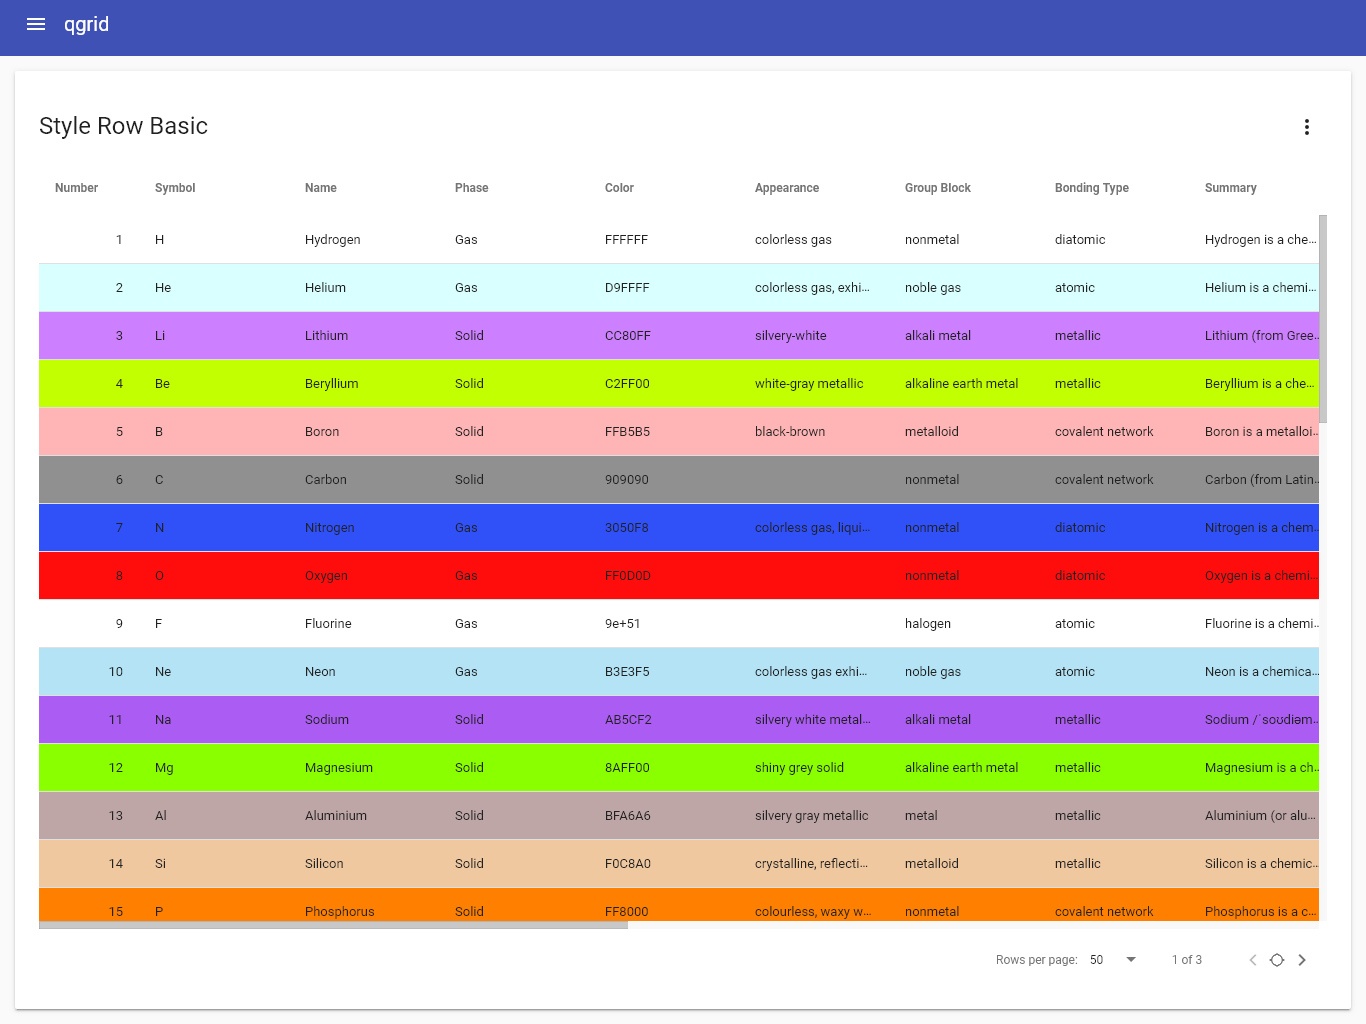 qgrid
Style Row Basic
Number Symbol Name Phase Color Appearance Group Block Bonding Type Summary
1 H Hydrogen Gas FFFFFF colorless gas nonmetal diatomic Hydrogen is a che...
2 He Helium Gas D9FFFF colorless gas, exhi... noble gas atomic Helium is a chemi...
3 Li Lithium Solid CC80FF silvery-white alkali metal metallic Lithium (from Gree...
4 Be Beryllium Solid C2FF00 white-gray metallic alkaline earth metal metallic Beryllium is a che...
5 B Boron Solid FFB5B5 black-brown metalloid covalent network Boron is a metalloi...
6 C Carbon Solid 909090 nonmetal covalent network Carbon (from Latin...
7 N Nitrogen Gas 3050F8 colorless gas, liqui... nonmetal diatomic Nitrogen is a chem...
8 O Oxygen Gas FF0D0D nonmetal diatomic Oxygen is a chemi...
9 F Fluorine Gas 9e+51 halogen atomic Fluorine is a chemi...
10 Ne Neon Gas B3E3F5 colorless gas exhi... noble gas atomic Neon is a chemica...
11 Na Sodium Solid AB5CF2 silvery white metal... alkali metal metallic Sodium /ˈsoʊdiəm...
12 Mg Magnesium Solid 8AFF00 shiny grey solid alkaline earth metal metallic Magnesium is a ch...
13 Al Aluminium Solid BFA6A6 silvery gray metallic metal metallic Aluminium (or alu...
14 Si Silicon Solid F0C8A0 crystalline, reflecti... metalloid metallic Silicon is a chemic...
15 P Phosphorus Solid FF8000 colourless, waxy w... nonmetal covalent network Phosphorus is a c...
Rows per page: 50 1 of 3